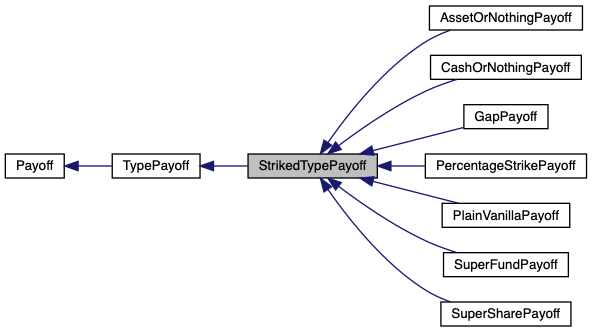 AssetOrNothingPayoff
CashOrNothingPayoff
GapPayoff
Payoff
TypePayoff
StrikedTypePayoff
PercentageStrikePayoff
PlainVanillaPayoff
SuperFundPayoff
SuperSharePayoff